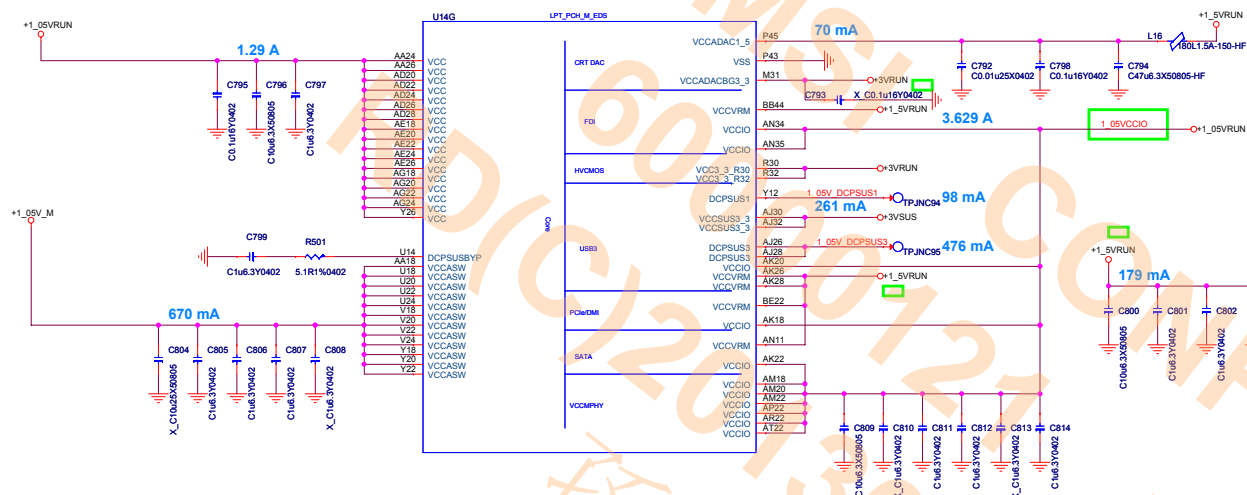 U14G
LPT_PCH_M_EDS
+1_05VRUN
1.29 A
C795
C0.1u16Y0402
C796
C10u6.3X50805
C797
C1u6.3Y0402
AA24 VCC
AA26 VCC
AD20 VCC
AD22 VCC
AD24 VCC
AD26 VCC
AD28 VCC
AE18 VCC
AE20 VCC
AE22 VCC
AE24 VCC
AE26 VCC
AG18 VCC
AG20 VCC
AG22 VCC
AG24 VCC
Y26 VCC
+1_05V_M
C799
C1u6.3Y0402
R501
5.1R1%0402
U14 DCPSUSBYP
AA18 VCCASW
U18 VCCASW
U20 VCCASW
U22 VCCASW
U24 VCCASW
V18 VCCASW
V20 VCCASW
V22 VCCASW
V24 VCCASW
Y18 VCCASW
Y20 VCCASW
Y22 VCCASW
670 mA
C804
X_C10u25X50805
C805
C1u6.3Y0402
C806
C1u6.3Y0402
C807
C1u6.3Y0402
C808
X_C1u6.3Y0402
Core
CRT DAC
FDI
HVCMOS
USB3
PCIe/DMI
SATA
VCCMPHY
VCCADAC1_5 P45
VSS P43
VCCADACBG3_3 M31
VCCVRM BB44
VCCIO AN34
VCCIO AN35
VCC3_3_R30 R30
VCC3_3_R32 R32
DCPSUS1 Y12
VCCSUS3_3 AJ30
VCCSUS3_3 AJ32
DCPSUS3 AJ26
DCPSUS3 AJ28
VCCIO AK20
VCCVRM AK26
VCCVRM AK28
VCCVRM BE22
VCCIO AK18
VCCVRM AN11
VCCIO AK22
VCCIO AM18
VCCIO AM20
VCCIO AM22
VCCIO AP22
VCCIO AR22
VCCIO AT22
70 mA
+3VRUN
C793
X_C0.1u16Y0402
+1_5VRUN
3.629 A
1_05VCCIO
+1_05VRUN
+3VRUN
1_05V_DCPSUS1
TPJNC94
98 mA
261 mA
+3VSUS
1_05V_DCPSUS3
TPJNC95
476 mA
+1_5VRUN
C792
C0.01u25X0402
C798
C0.1u16Y0402
C794
C47u6.3X50805-HF
L16
180L1.5A-150-HF
+1_5VRUN
+1_5VRUN
179 mA
C800
C10u6.3X50805
C801
C1u6.3Y0402
C802
C1u6.3Y0402
C809
C10u6.3X50805
C810
X_C1u6.3Y0402
C811
C1u6.3Y0402
C812
C1u6.3Y0402
C813
X_C1u6.3Y0402
C814
C1u6.3Y0402